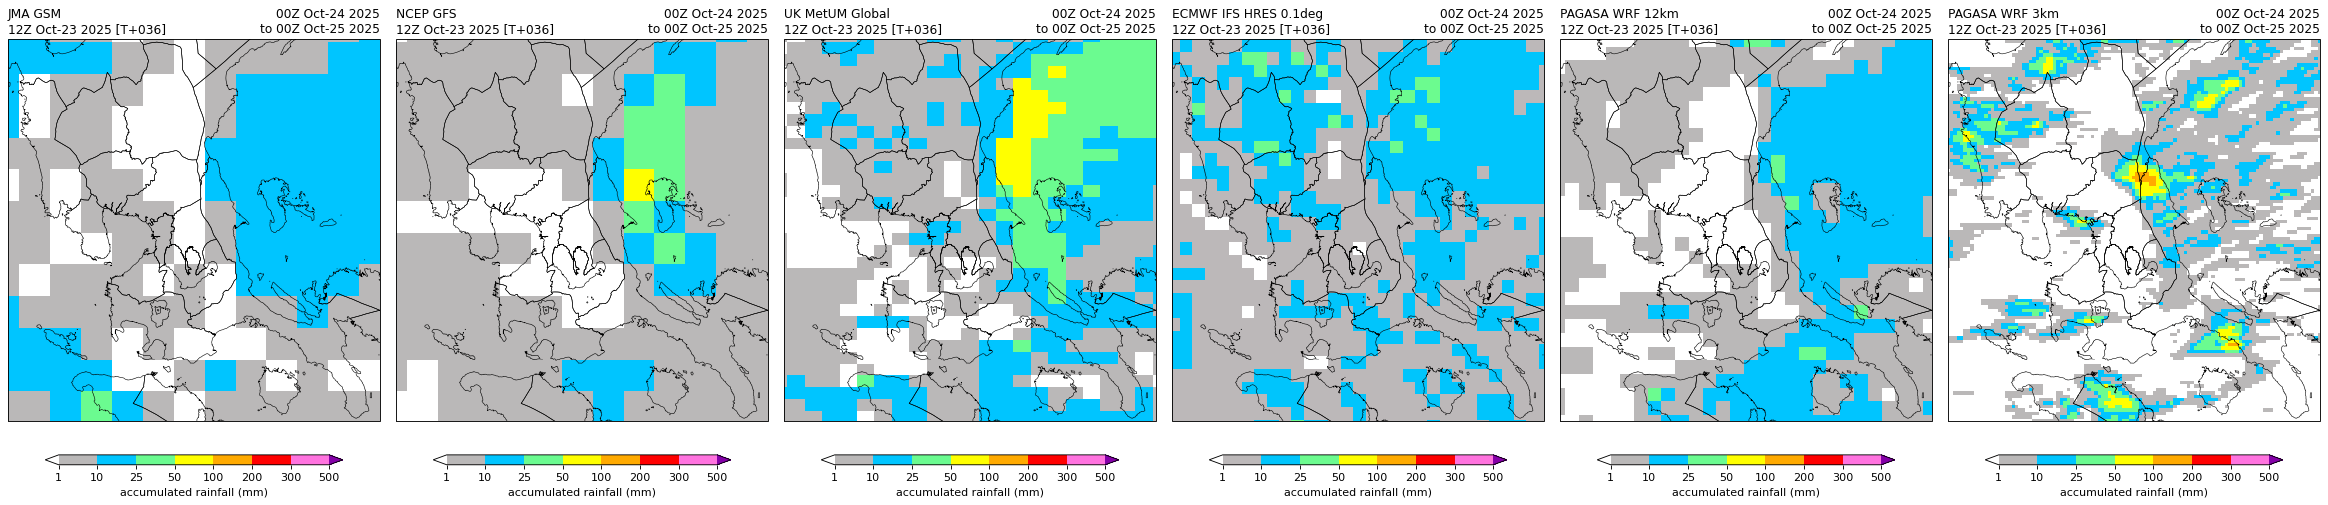 JMA GSM 00Z Oct-24 2025
12Z Oct-23 2025 [T+036] to 00Z Oct-25 2025
1 10 25 50 100 200 300 500
accumulated rainfall (mm)
NCEP GFS 00Z Oct-24 2025
12Z Oct-23 2025 [T+036] to 00Z Oct-25 2025
1 10 25 50 100 200 300 500
accumulated rainfall (mm)
UK MetUM Global 00Z Oct-24 2025
12Z Oct-23 2025 [T+036] to 00Z Oct-25 2025
1 10 25 50 100 200 300 500
accumulated rainfall (mm)
ECMWF IFS HRES 0.1deg 00Z Oct-24 2025
12Z Oct-23 2025 [T+036] to 00Z Oct-25 2025
1 10 25 50 100 200 300 500
accumulated rainfall (mm)
PAGASA WRF 12km 00Z Oct-24 2025
12Z Oct-23 2025 [T+036] to 00Z Oct-25 2025
1 10 25 50 100 200 300 500
accumulated rainfall (mm)
PAGASA WRF 3km 00Z Oct-24 2025
12Z Oct-23 2025 [T+036] to 00Z Oct-25 2025
1 10 25 50 100 200 300 500
accumulated rainfall (mm)